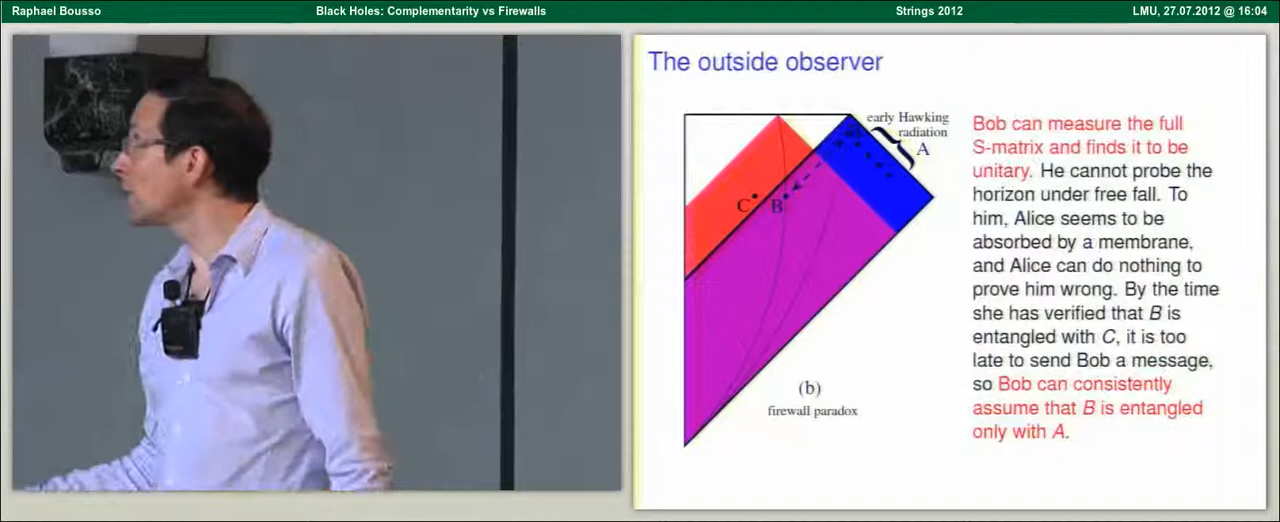 Raphael Bousso
Black Holes: Complementarity vs Firewalls
Strings 2012
LMU, 27.07.2012 @ 16:04
The outside observer
early Hawking
radiation
A
C
B
(b)
firewall paradox
Bob can measure the full
S-matrix and finds it to be
unitary. He cannot probe the
horizon under free fall. To
him, Alice seems to be
absorbed by a membrane,
and Alice can do nothing to
prove him wrong. By the time
she has verified that B is
entangled with C, it is too
late to send Bob a message,
so Bob can consistently
assume that B is entangled
only with A.